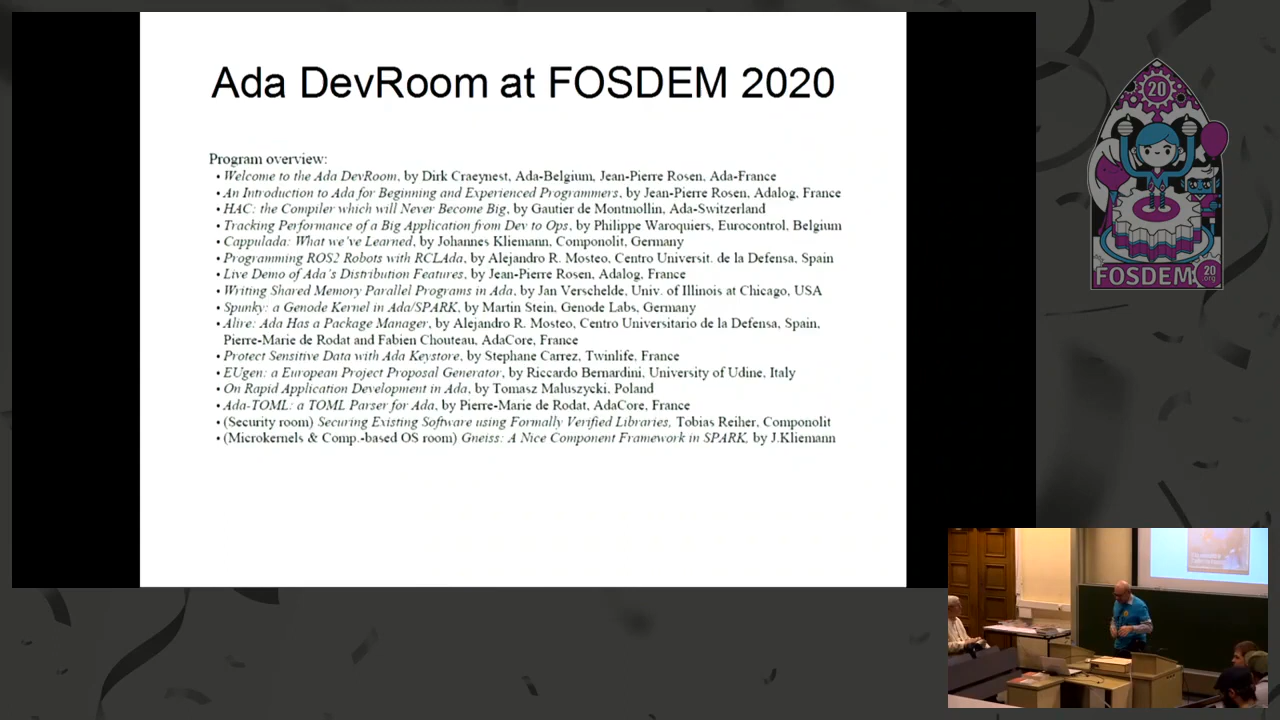 Ada DevRoom at FOSDEM 2020
Program overview:
• Welcome to the Ada DevRoom, by Dirk Craeynest, Ada-Belgium, Jean-Pierre Rosen, Ada-France
• An Introduction to Ada for Beginning and Experienced Programmers, by Jean-Pierre Rosen, Adalog, France
• HAC: the Compiler which will Never Become Big, by Gautier de Montmollin, Ada-Switzerland
• Tracking Performance of a Big Application from Dev to Ops, by Philippe Waroquiers, Eurocontrol, Belgium
• Cappulada: What we've Learned, by Johannes Kliemann, Componolit, Germany
• Programming ROS2 Robots with RCLAda, by Alejandro R. Mosteo, Centro Universit. de la Defensa, Spain
• Live Demo of Ada's Distribution Features, by Jean-Pierre Rosen, Adalog, France
• Writing Shared Memory Parallel Programs in Ada, by Jan Verschelde, Univ. of Illinois at Chicago, USA
• Spunky: a Genode Kernel in Ada/SPARK, by Martin Stein, Genode Labs, Germany
• Alire: Ada Has a Package Manager, by Alejandro R. Mosteo, Centro Universitario de la Defensa, Spain,
Pierre-Marie de Rodat and Fabien Chouteau, AdaCore, France
• Protect Sensitive Data with Ada Keystore, by Stephane Carrez, Twinlife, France
• EUgen: a European Project Proposal Generator, by Riccardo Bernardini, University of Udine, Italy
• On Rapid Application Development in Ada, by Tomasz Maluszycki, Poland
• Ada-TOML: a TOML Parser for Ada, by Pierre-Marie de Rodat, AdaCore, France
• (Security room) Securing Existing Software using Formally Verified Libraries, Tobias Reiher, Componolit
• (Microkernels & Comp.-based OS room) Gneiss: A Nice Component Framework in SPARK, by J.Kliemann
20
FOSDEM
20
.org